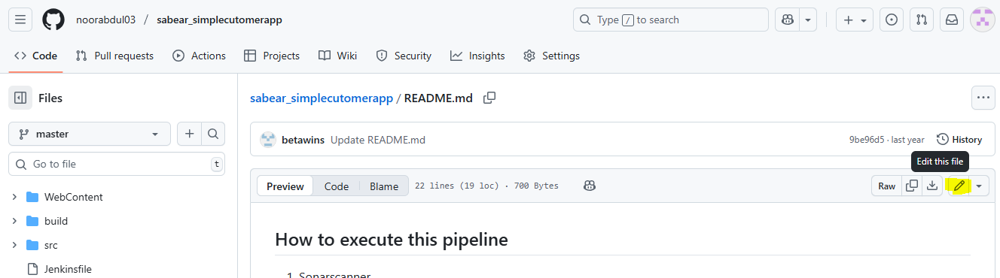 noorabdul03 / sabear_simplecutomerapp Type / to search
Code Pull requests Actions Projects Wiki Security Insights Settings
Files
sabear_simplecutomerapp / README.md
master
betawins Update README.md 9be96d5 · last year History
Go to file t
Edit this file
Preview Code Blame 22 lines (19 loc) · 700 Bytes Raw
WebContent
build
How to execute this pipeline
src
Jenkinsfile
1. Sonarscanner